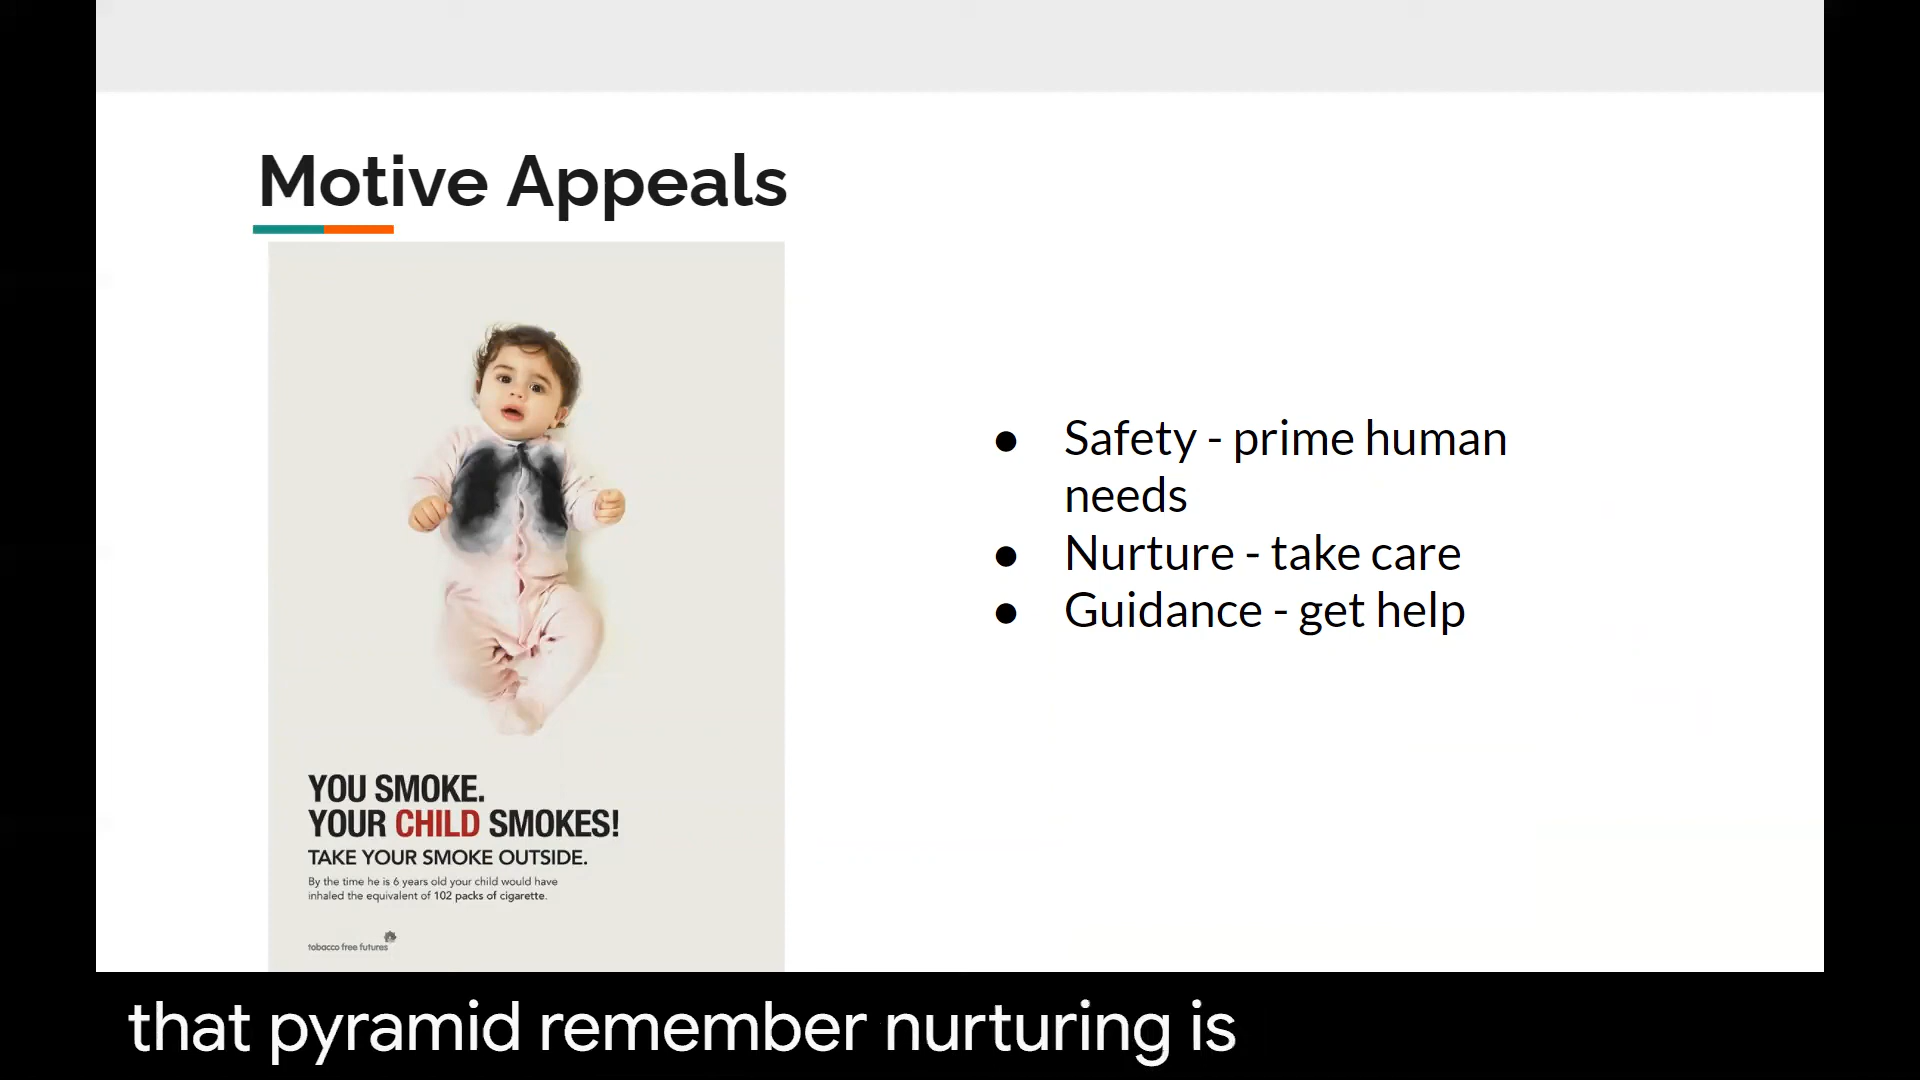 Motive Appeals
YOU SMOKE.
YOUR CHILD SMOKES!
TAKE YOUR SMOKE OUTSIDE.
By the time he is 6 years old your child would have
inhaled the equivalent of 102 packs of cigarette.
tobacco free futures
● Safety - prime human
needs
● Nurture - take care
● Guidance - get help
that pyramid remember nurturing is